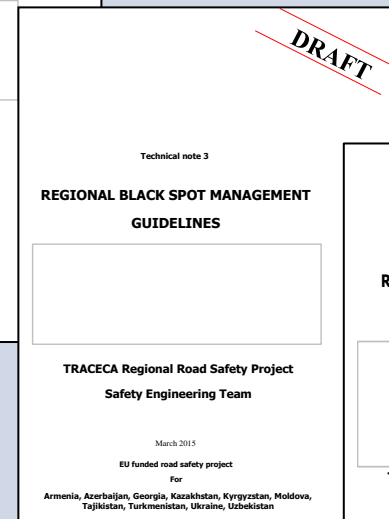 DRAFT
Technical note 3
REGIONAL BLACK SPOT MANAGEMENT
GUIDELINES
TRACECA Regional Road Safety Project
Safety Engineering Team
March 2015
EU funded road safety project
For
Armenia, Azerbaijan, Georgia, Kazakhstan, Kyrgyzstan, Moldova,
Tajikistan, Turkmenistan, Ukraine, Uzbekistan
R